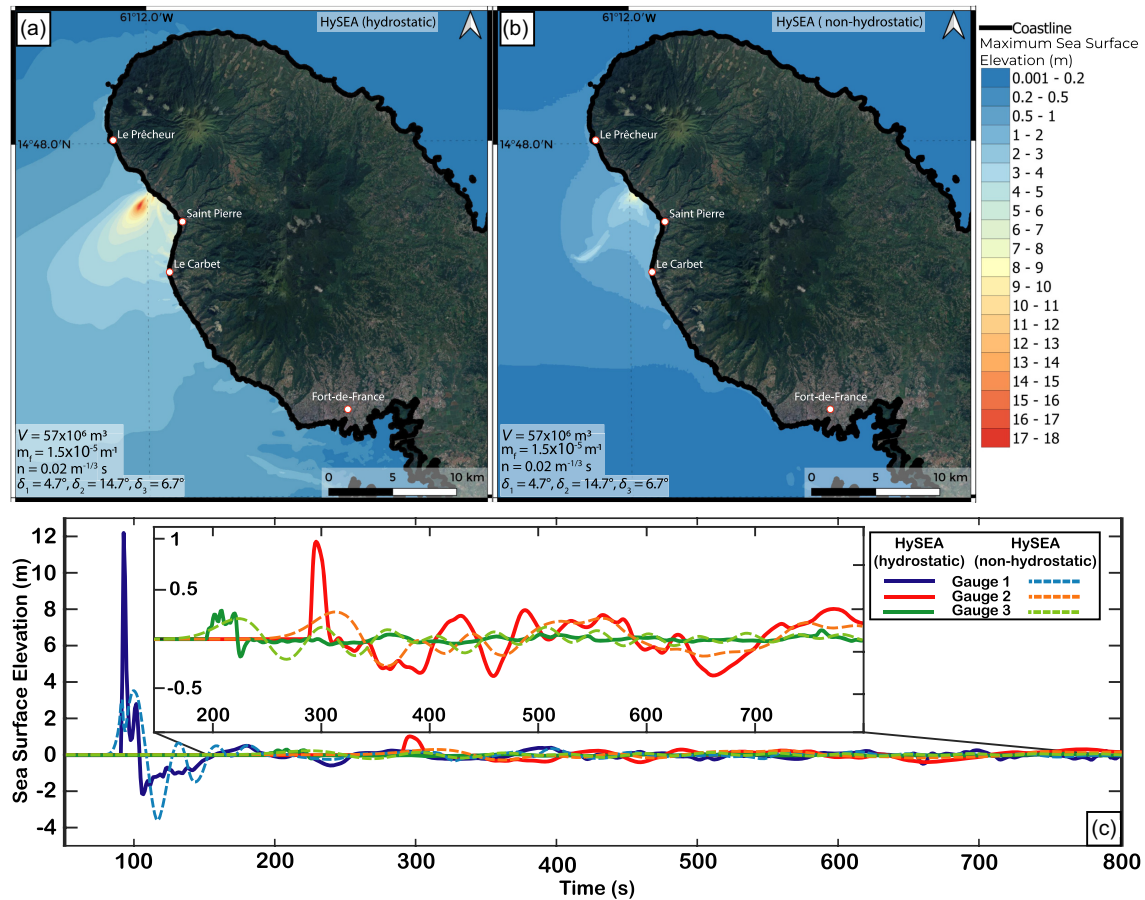 (a)
61°12.0'W
HySEA (hydrostatic)
14°48.0'N
Le Prêcheur
Saint Pierre
Le Carbet
Fort-de-France
V = 57x10⁶ m³
m_f = 1.5x10⁻⁵ m⁻¹
n = 0.02 m⁻¹/³ s
δ₁ = 4.7°, δ₂ = 14.7°, δ₃ = 6.7°
0 5 10 km
(b)
61°12.0'W
HySEA ( non-hydrostatic)
14°48.0'N
Le Prêcheur
Saint Pierre
Le Carbet
Fort-de-France
V = 57x10⁶ m³
m_f = 1.5x10⁻⁵ m⁻¹
n = 0.02 m⁻¹/³ s
δ₁ = 4.7°, δ₂ = 14.7°, δ₃ = 6.7°
0 5 10 km
Coastline
Maximum Sea Surface
Elevation (m)
0.001 - 0.2
0.2 - 0.5
0.5 - 1
1 - 2
2 - 3
3 - 4
4 - 5
5 - 6
6 - 7
7 - 8
8 - 9
9 - 10
10 - 11
11 - 12
12 - 13
13 - 14
14 - 15
15 - 16
16 - 17
17 - 18
Sea Surface Elevation (m)
12
10
8
6
4
2
0
-2
-4
1
0.5
-0.5
200 300 400 500 600 700
HySEA HySEA
(hydrostatic) (non-hydrostatic)
Gauge 1
Gauge 2
Gauge 3
(c)
100 200 300 400 500 600 700 800
Time (s)